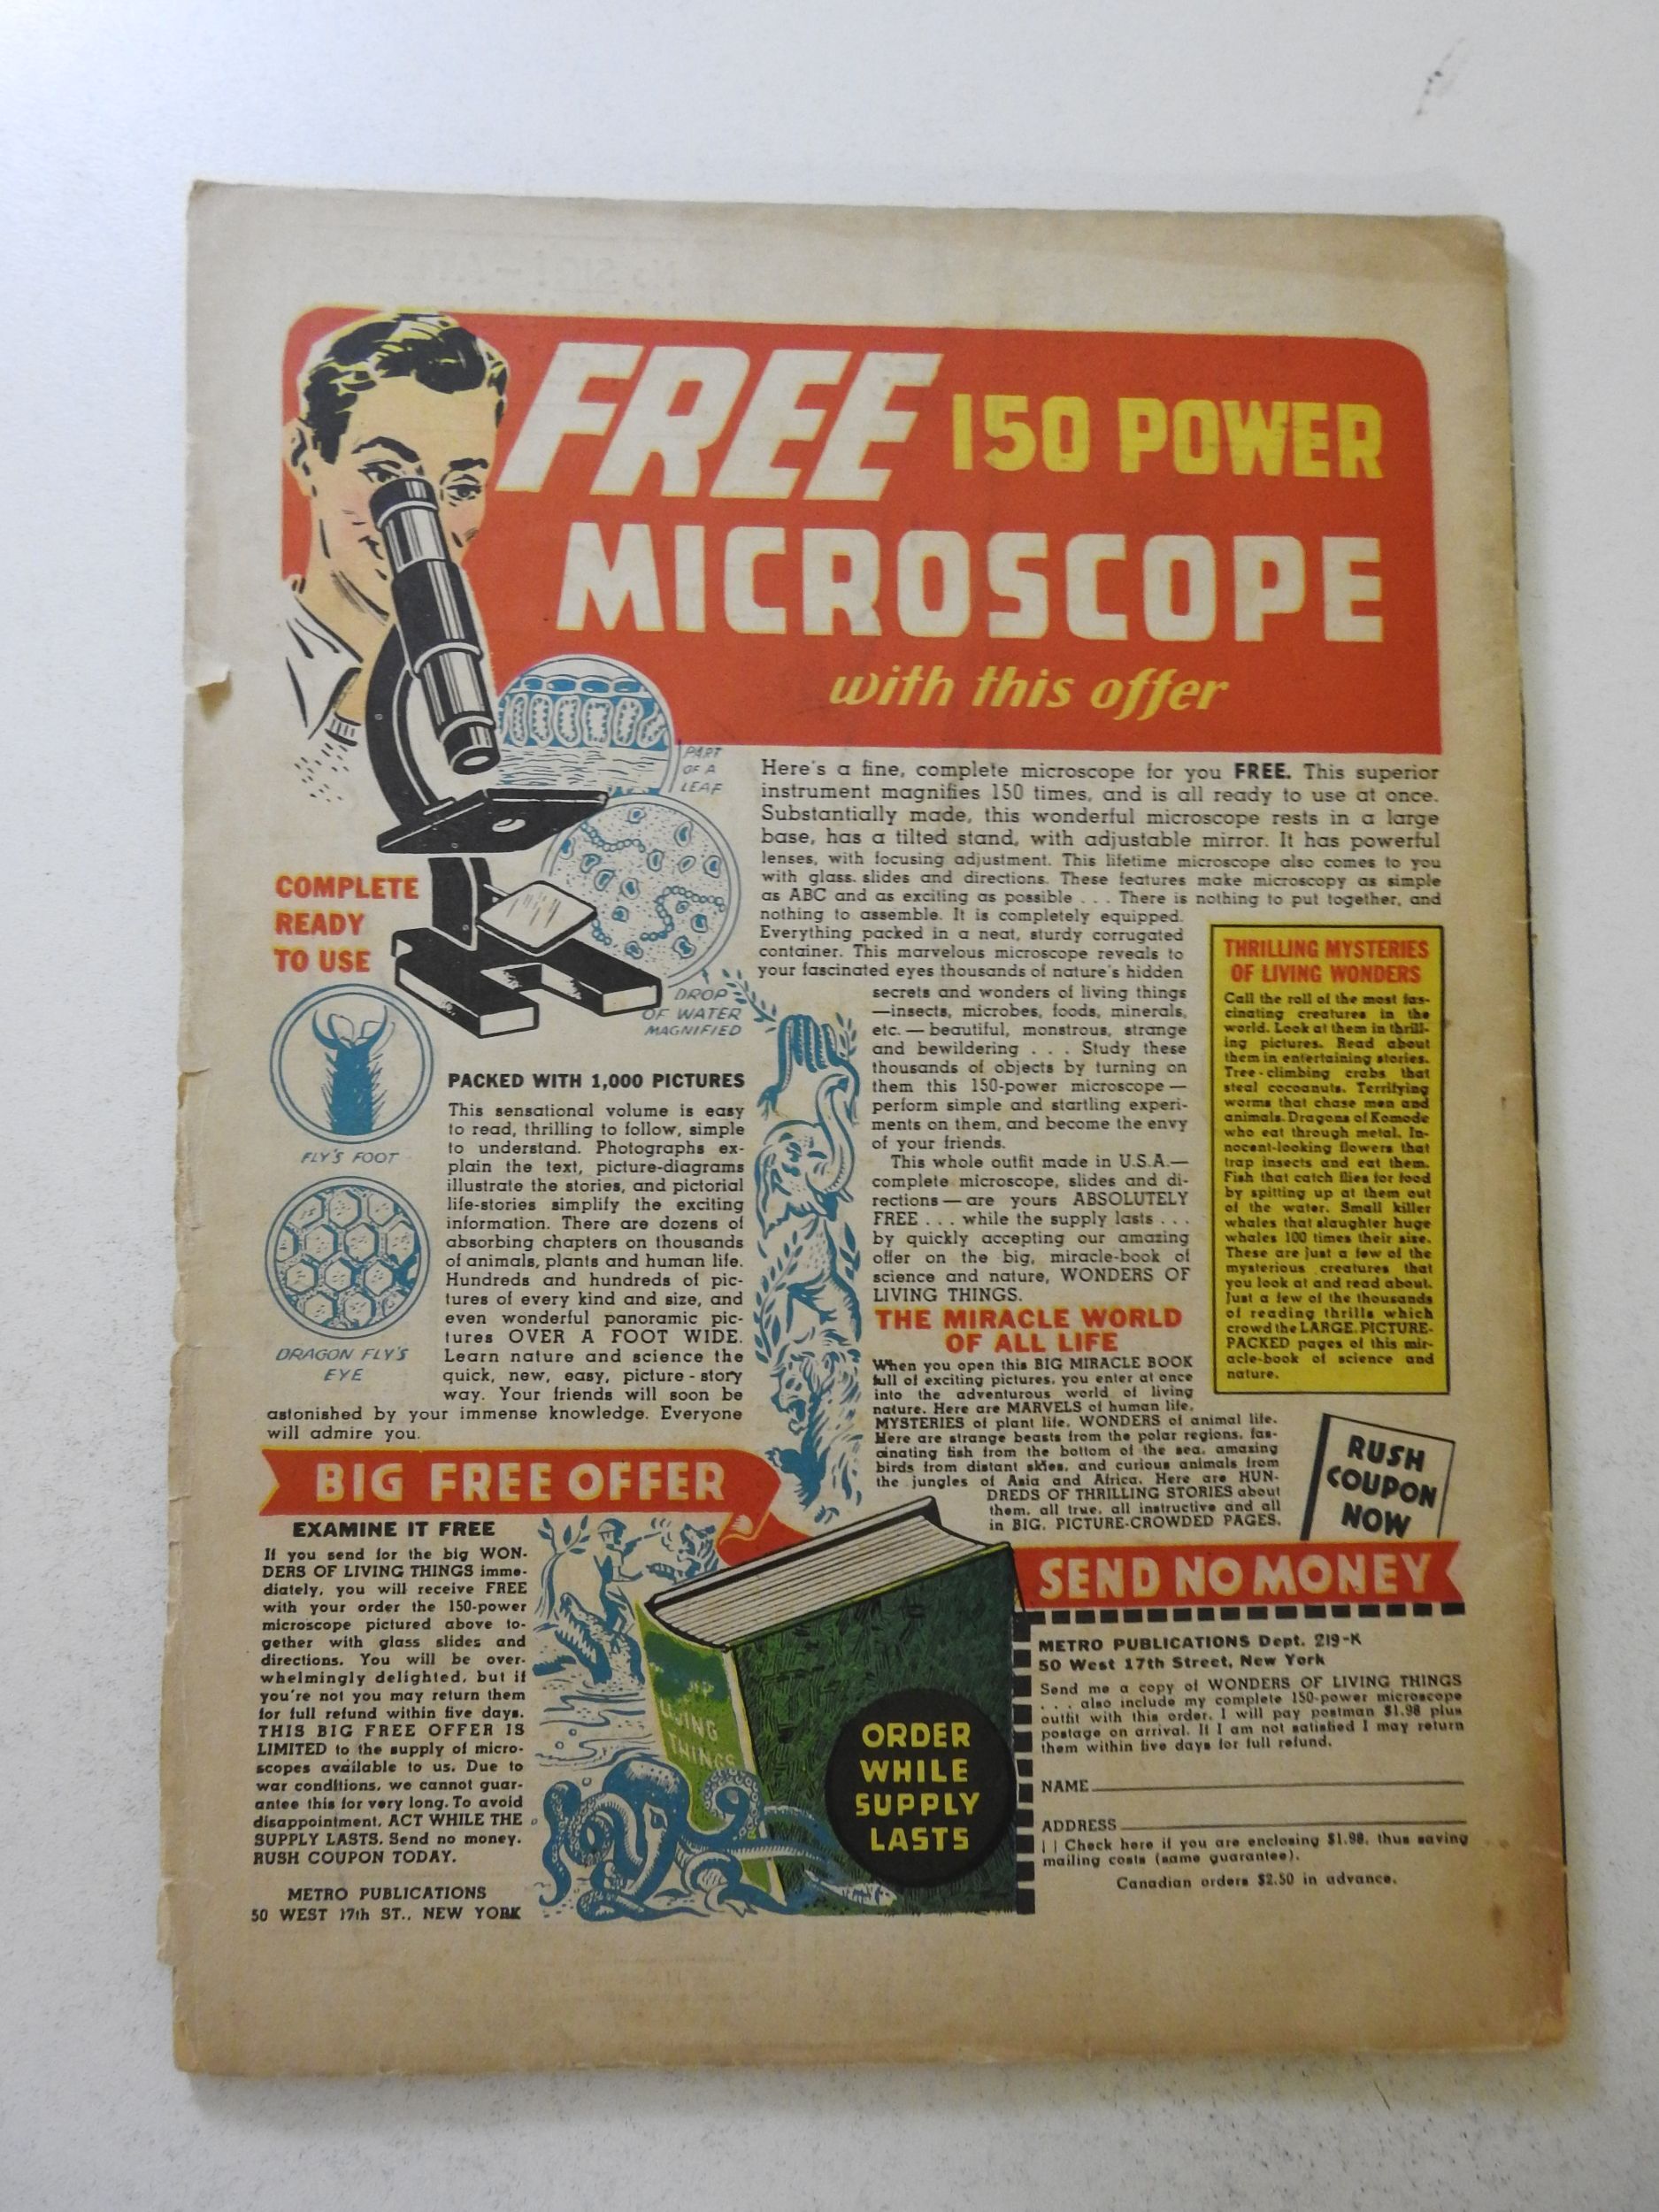 FREE 150 POWER
MICROSCOPE
with this offer
PART
OF A
LEAF
COMPLETE
READY
TO USE
DROP
OF WATER
MAGNIFIED
FLY'S FOOT
DRAGON FLY'S
EYE
Here's a fine, complete microscope for you FREE. This superior
instrument magnifies 150 times, and is all ready to use at once.
Substantially made, this wonderful microscope rests in a large
base, has a tilted stand, with adjustable mirror. It has powerful
lenses, with focusing adjustment. This lifetime microscope also comes to you
with glass slides and directions. These features make microscopy as simple
as ABC and as exciting as possible . . . There is nothing to put together, and
nothing to assemble. It is completely equipped.
Everything packed in a neat, sturdy corrugated
container. This marvelous microscope reveals to
your fascinated eyes thousands of nature's hidden
secrets and wonders of living things
—insects, microbes, foods, minerals,
etc. — beautiful, monstrous, strange
and bewildering . . . Study these
thousands of objects by turning on
them this 150-power microscope —
perform simple and startling experi-
ments on them, and become the envy
of your friends.
This whole outfit made in U.S.A.—
complete microscope, slides and di-
rections — are yours ABSOLUTELY
FREE . . . while the supply lasts . . .
by quickly accepting our amazing
offer on the big, miracle-book of
science and nature, WONDERS OF
LIVING THINGS.
THE MIRACLE WORLD
OF ALL LIFE
When you open this BIG MIRACLE BOOK
full of exciting pictures, you enter at once
into the adventurous world of living
nature. Here are MARVELS of human life,
MYSTERIES of plant life, WONDERS of animal life.
Here are strange beasts from the polar regions, fas-
cinating fish from the bottom of the sea, amazing
birds from distant skies, and curious animals from
the jungles of Asia and Africa. Here are HUN-
DREDS OF THRILLING STORIES about
them, all true, all instructive and all
in BIG, PICTURE-CROWDED PAGES.
THRILLING MYSTERIES
OF LIVING WONDERS
Call the roll of the most fas-
cinating creatures in the
world. Look at them in thrill-
ing pictures. Read about
them in entertaining stories.
Tree-climbing crabs that
steal cocoanuts. Terrifying
worms that chase men and
animals. Dragons of Komode
who eat through metal. In-
nocent-looking flowers that
trap insects and eat them.
Fish that catch flies for food
by spitting up at them out
of the water. Small killer
whales that slaughter huge
whales 100 times their size.
These are just a few of the
mysterious creatures that
you look at and read about.
Just a few of the thousands
of reading thrills which
crowd the LARGE, PICTURE-
PACKED pages of this mir-
acle-book of science and
nature.
PACKED WITH 1,000 PICTURES
This sensational volume is easy
to read, thrilling to follow, simple
to understand. Photographs ex-
plain the text, picture-diagrams
illustrate the stories, and pictorial
life-stories simplify the exciting
information. There are dozens of
absorbing chapters on thousands
of animals, plants and human life.
Hundreds and hundreds of pic-
tures of every kind and size, and
even wonderful panoramic pic-
tures OVER A FOOT WIDE.
Learn nature and science the
quick, new, easy, picture-story
way. Your friends will soon be
astonished by your immense knowledge. Everyone
will admire you.
BIG FREE OFFER
EXAMINE IT FREE
If you send for the big WON-
DERS OF LIVING THINGS imme-
diately, you will receive FREE
with your order the 150-power
microscope pictured above to-
gether with glass slides and
directions. You will be over-
whelmingly delighted, but if
you're not you may return them
for full refund within five days.
THIS BIG FREE OFFER IS
LIMITED to the supply of micro-
scopes available to us. Due to
war conditions, we cannot guar-
antee this for very long. To avoid
disappointment, ACT WHILE THE
SUPPLY LASTS. Send no money.
RUSH COUPON TODAY.
METRO PUBLICATIONS
50 WEST 17th ST., NEW YORK
LIVING
THINGS
ORDER
WHILE
SUPPLY
LASTS
RUSH
COUPON
NOW
SEND NO MONEY
METRO PUBLICATIONS Dept. 219-K
50 West 17th Street, New York
Send me a copy of WONDERS OF LIVING THINGS
. . . also include my complete 150-power microscope
outfit with this order. I will pay postman $1.98 plus
postage on arrival. If I am not satisfied I may return
them within five days for full refund.
NAME
ADDRESS
[ ] Check here if you are enclosing $1.98, thus saving
mailing costs (same guarantee).
Canadian orders $2.50 in advance.